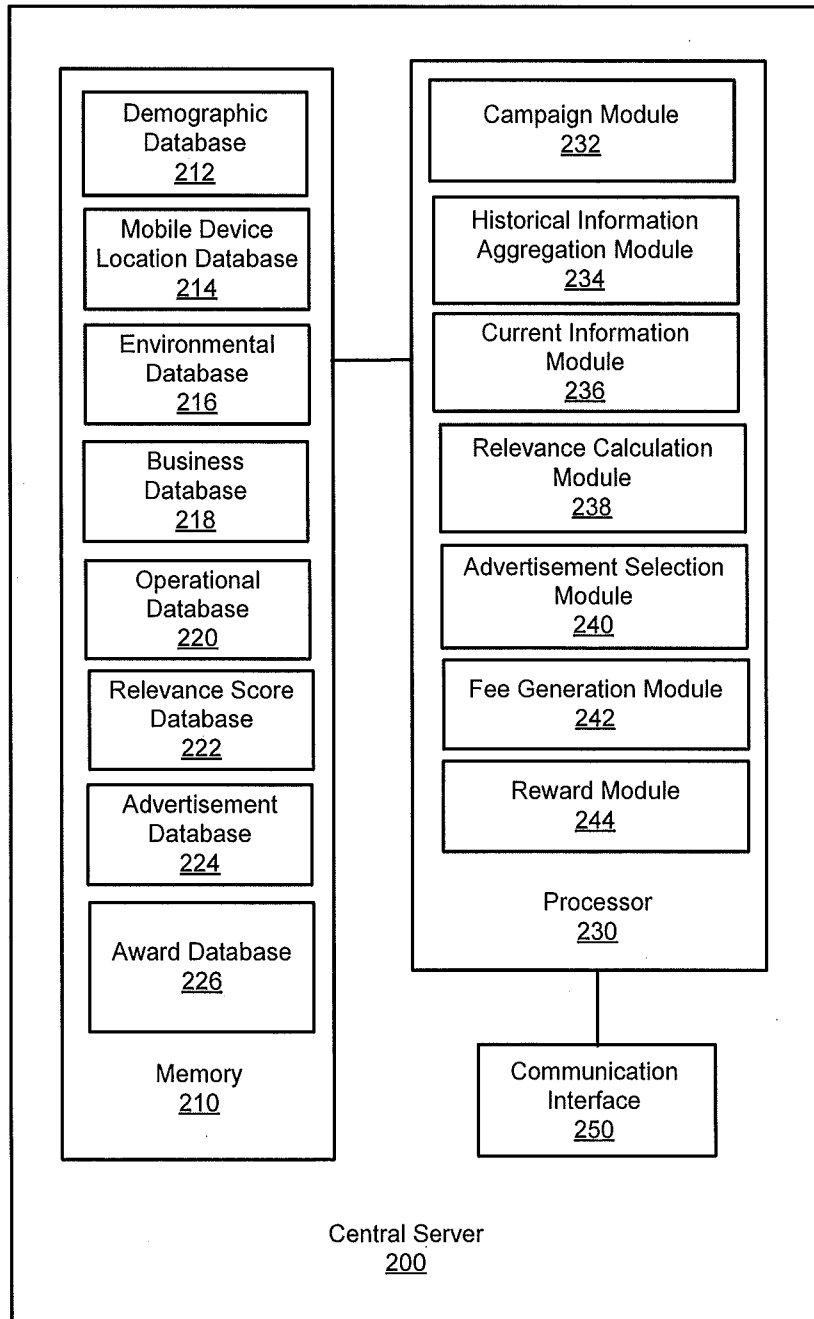 Demographic
Database
212
Mobile Device
Location Database
214
Environmental
Database
216
Business
Database
218
Operational
Database
220
Relevance Score
Database
222
Advertisement
Database
224
Award Database
226
Memory
210
Campaign Module
232
Historical Information
Aggregation Module
234
Current Information
Module
236
Relevance Calculation
Module
238
Advertisement Selection
Module
240
Fee Generation Module
242
Reward Module
244
Processor
230
Communication
Interface
250
Central Server
200